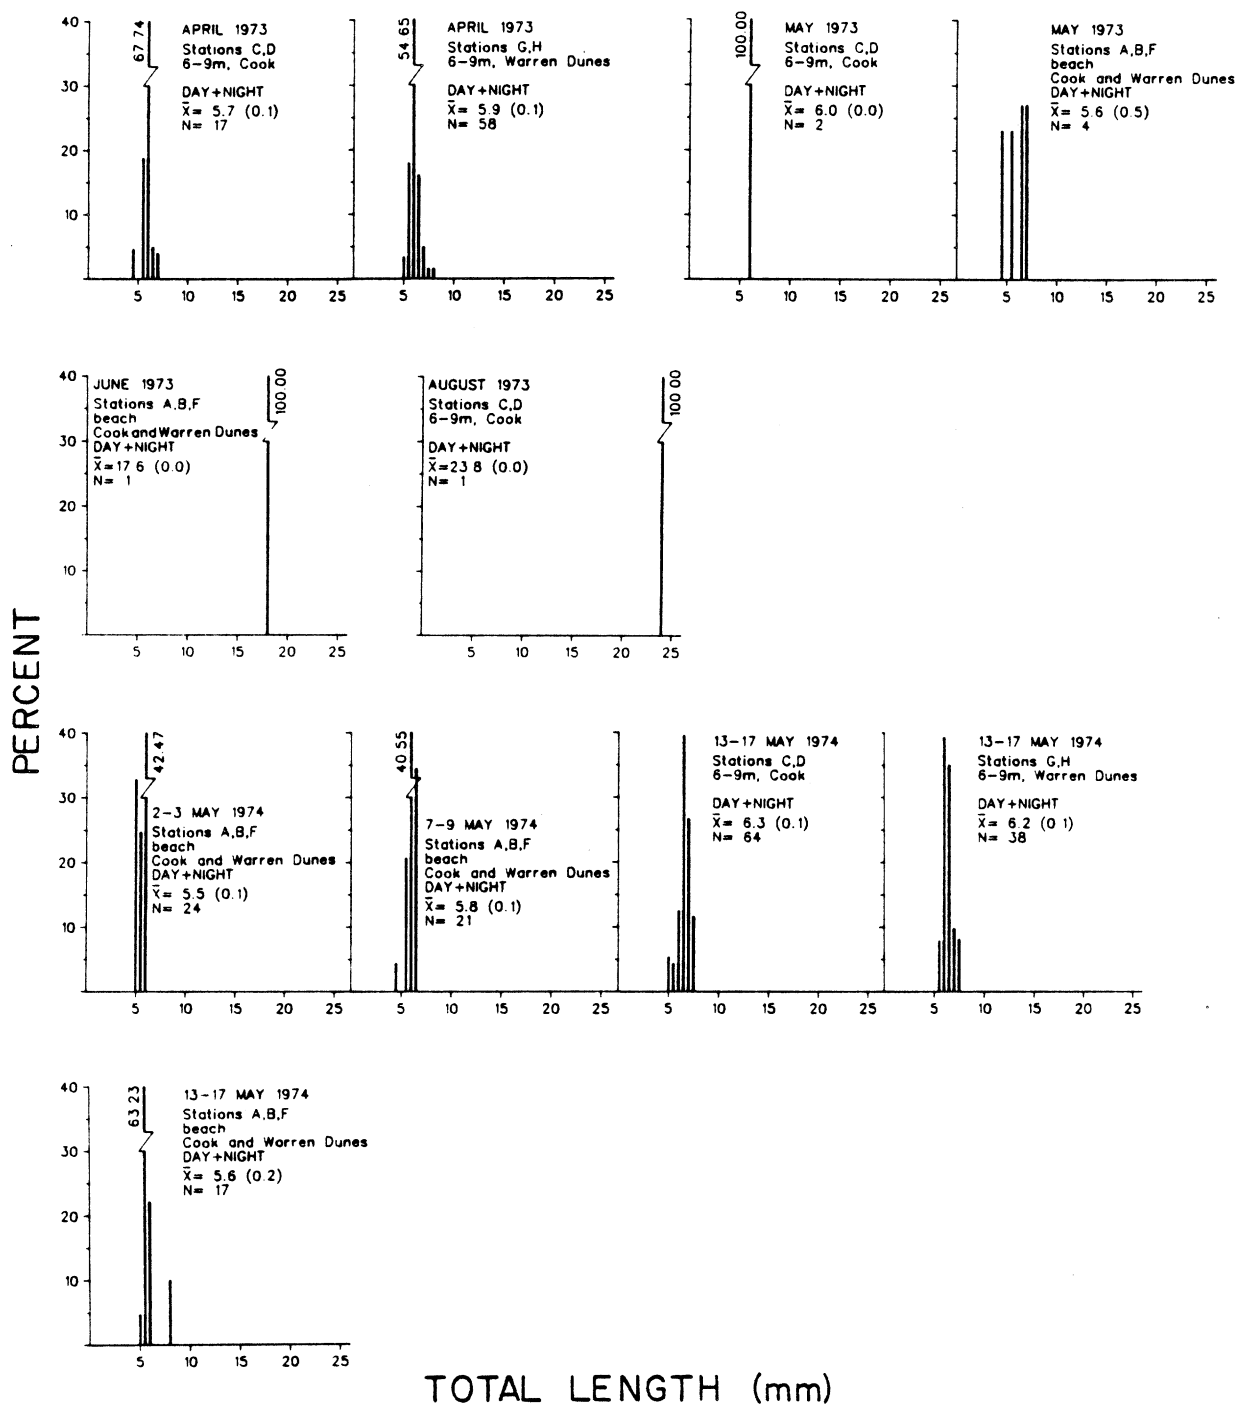 40
30
20
10
67 74
APRIL 1973
Stations C,D
6-9m, Cook
DAY+NIGHT
X̅= 5.7 (0.1)
N= 17
5 10 15 20 25
54 65
APRIL 1973
Stations G,H
6-9m, Warren Dunes
DAY+NIGHT
X̅= 5.9 (0.1)
N= 58
5 10 15 20 25
100.00
MAY 1973
Stations C,D
6-9m, Cook
DAY+NIGHT
X̅= 6.0 (0.0)
N= 2
5 10 15 20 25
MAY 1973
Stations A,B,F
beach
Cook and Warren Dunes
DAY+NIGHT
X̅= 5.6 (0.5)
N= 4
5 10 15 20 25
40
30
20
10
JUNE 1973
Stations A,B,F
beach
Cook and Warren Dunes
DAY+NIGHT
X̅=17 6 (0.0)
N= 1
100.00
5 10 15 20 25
AUGUST 1973
Stations C,D
6-9m, Cook
DAY+NIGHT
X̅=23 8 (0.0)
N= 1
100 00
5 10 15 20 25
PERCENT
40
30
20
10
42.47
2-3 MAY 1974
Stations A,B,F
beach
Cook and Warren Dunes
DAY+NIGHT
X̅= 5.5 (0.1)
N= 24
5 10 15 20 25
40 55
7-9 MAY 1974
Stations A,B,F
beach
Cook and Warren Dunes
DAY+NIGHT
X̅= 5.8 (0.1)
N= 21
5 10 15 20 25
13-17 MAY 1974
Stations C,D
6-9m, Cook
DAY+NIGHT
X̅= 6.3 (0.1)
N= 64
5 10 15 20 25
13-17 MAY 1974
Stations G,H
6-9m, Warren Dunes
DAY+NIGHT
X̅= 6.2 (0 1)
N= 38
5 10 15 20 25
40
30
20
10
63 23
13-17 MAY 1974
Stations A,B,F
beach
Cook and Warren Dunes
DAY+NIGHT
X̅= 5.6 (0.2)
N= 17
5 10 15 20 25
TOTAL LENGTH (mm)